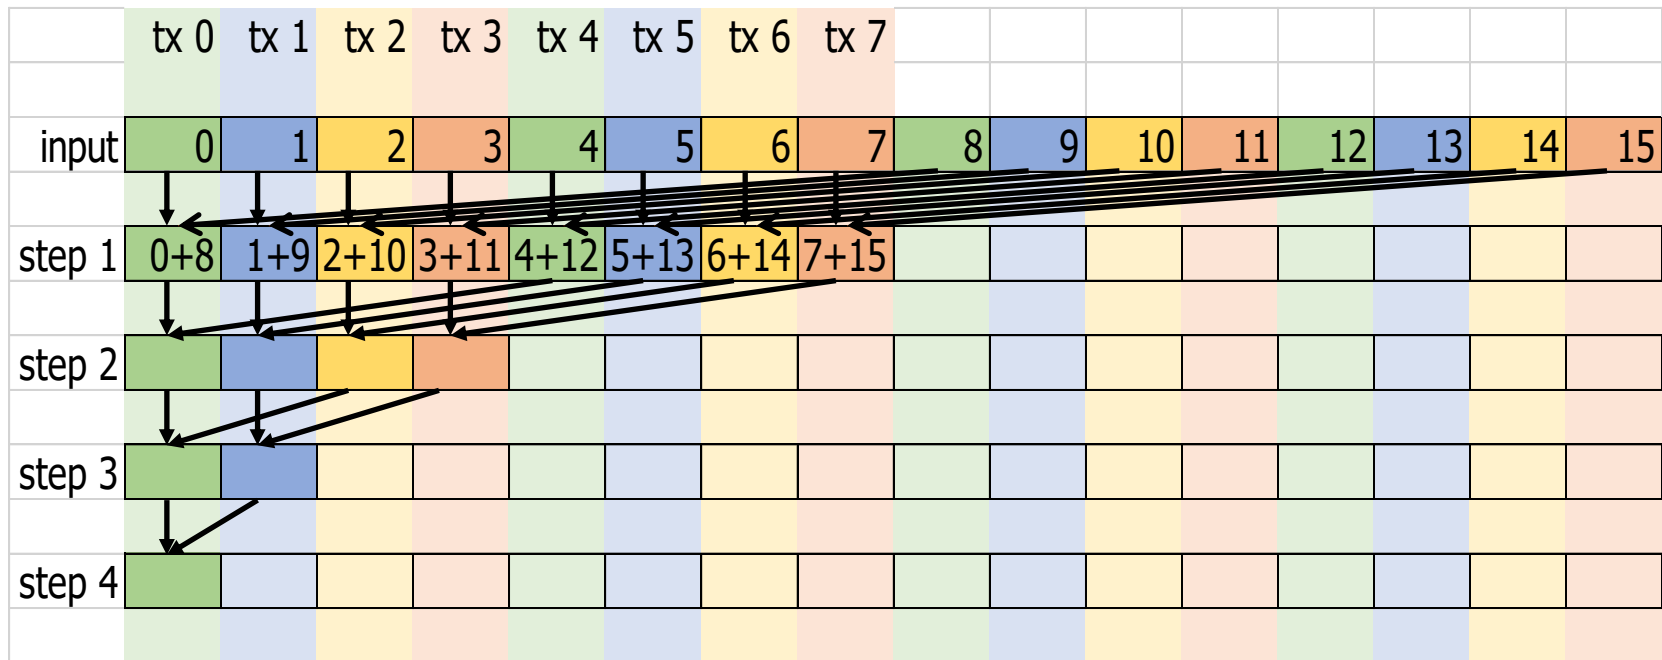 tx 0 tx 1 tx 2 tx 3 tx 4 tx 5 tx 6 tx 7
input 0 1 2 3 4 5 6 7 8 9 10 11 12 13 14 15
step 1 0+8 1+9 2+10 3+11 4+12 5+13 6+14 7+15
step 2
step 3
step 4